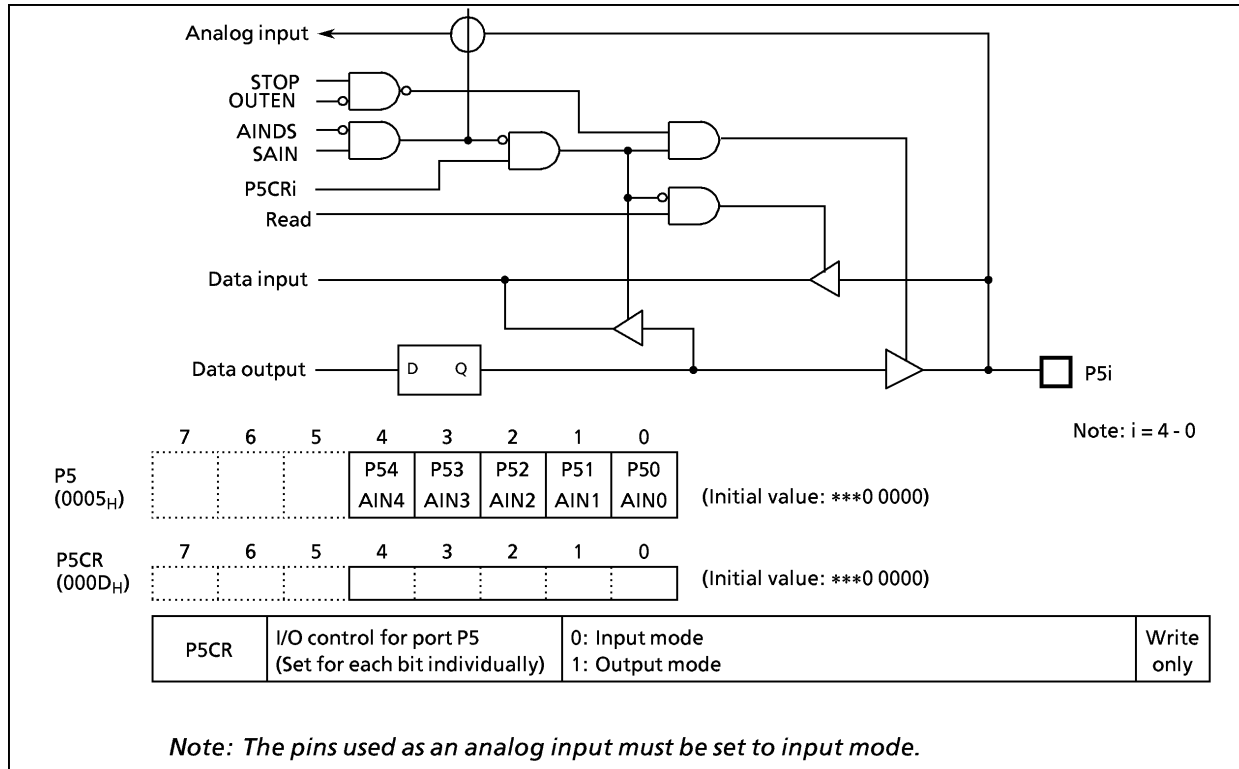 Analog input
STOP
OUTEN
AINDS
SAIN
P5CRi
Read
Data input
Data output
D Q
P5i
Note: i = 4 - 0
7 6 5 4 3 2 1 0
P5
(0005H)
P54 P53 P52 P51 P50
AIN4 AIN3 AIN2 AIN1 AIN0
(Initial value: ***0 0000)
7 6 5 4 3 2 1 0
P5CR
(000DH)
(Initial value: ***0 0000)
P5CR
I/O control for port P5
(Set for each bit individually)
0: Input mode
1: Output mode
Write
only
Note: The pins used as an analog input must be set to input mode.